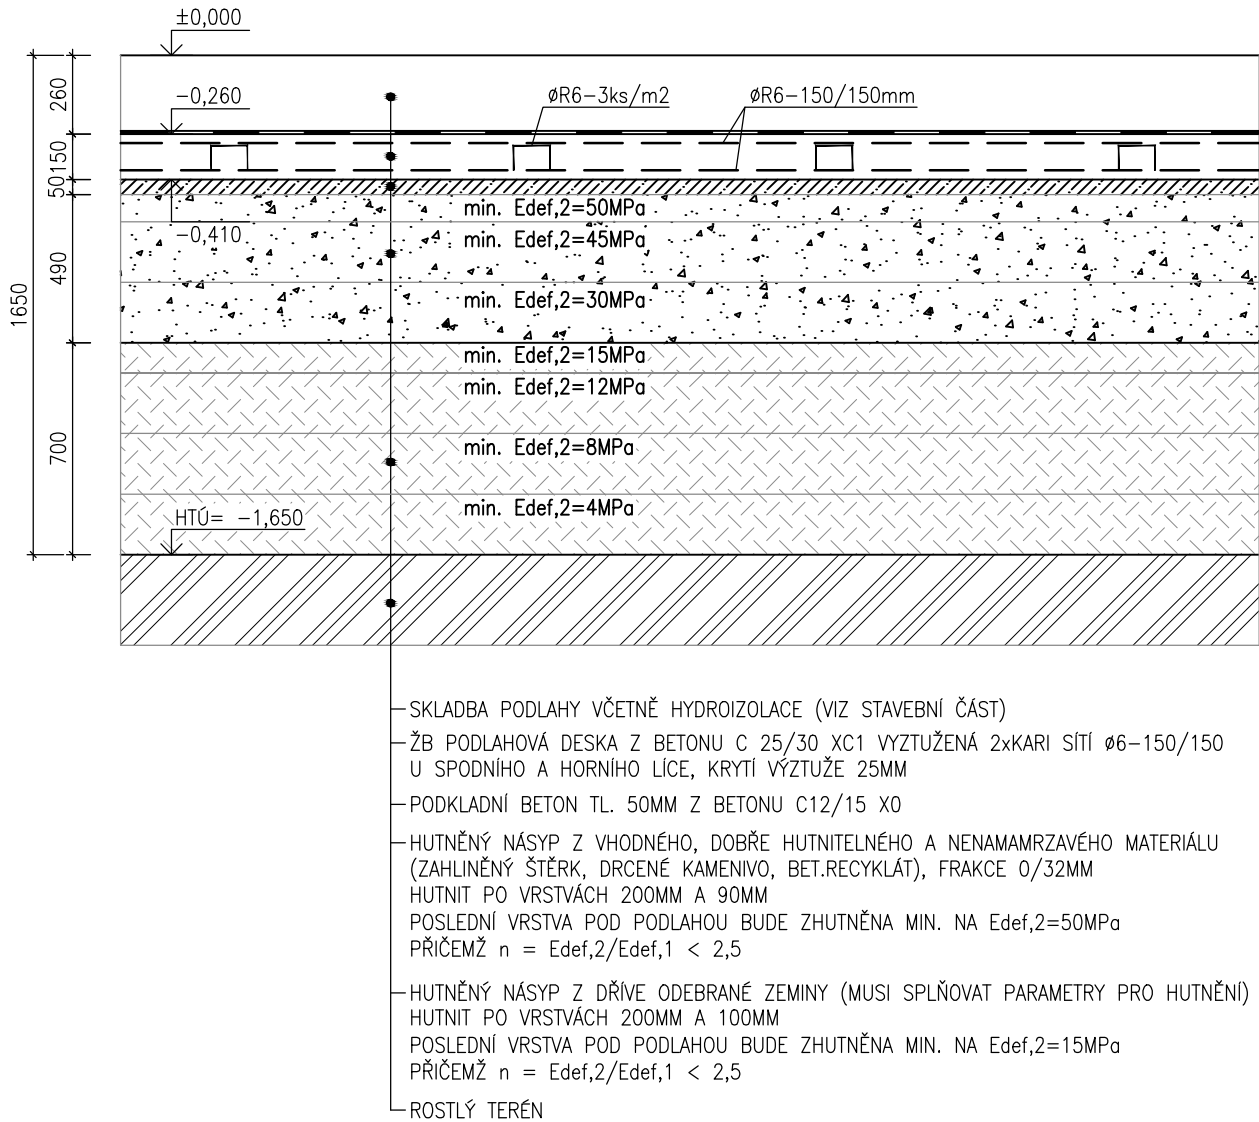 ±0,000
260
-0,260
øR6-3ks/m2
øR6-150/150mm
150
50
min. Edef,2=50MPa
-0,410
min. Edef,2=45MPa
490
1650
min. Edef,2=30MPa
min. Edef,2=15MPa
min. Edef,2=12MPa
700
min. Edef,2=8MPa
min. Edef,2=4MPa
HTÚ= -1,650
SKLADBA PODLAHY VČETNĚ HYDROIZOLACE (VIZ STAVEBNÍ ČÁST)
ŽB PODLAHOVÁ DESKA Z BETONU C 25/30 XC1 VYZTUŽENÁ 2xKARI SÍTÍ ø6-150/150
U SPODNÍHO A HORNÍHO LÍCE, KRYTÍ VÝZTUŽE 25MM
PODKLADNÍ BETON TL. 50MM Z BETONU C12/15 X0
HUTNĚNÝ NÁSYP Z VHODNÉHO, DOBŘE HUTNITELNÉHO A NENAMAMRZAVÉHO MATERIÁLU
(ZAHLINĚNÝ ŠTĚRK, DRCENÉ KAMENIVO, BET.RECYKLÁT), FRAKCE 0/32MM
HUTNIT PO VRSTVÁCH 200MM A 90MM
POSLEDNÍ VRSTVA POD PODLAHOU BUDE ZHUTNĚNA MIN. NA Edef,2=50MPa
PŘIČEMŽ n = Edef,2/Edef,1 < 2,5
HUTNĚNÝ NÁSYP Z DŘÍVE ODEBRANÉ ZEMINY (MUSI SPLŇOVAT PARAMETRY PRO HUTNĚNÍ)
HUTNIT PO VRSTVÁCH 200MM A 100MM
POSLEDNÍ VRSTVA POD PODLAHOU BUDE ZHUTNĚNA MIN. NA Edef,2=15MPa
PŘIČEMŽ n = Edef,2/Edef,1 < 2,5
ROSTLÝ TERÉN